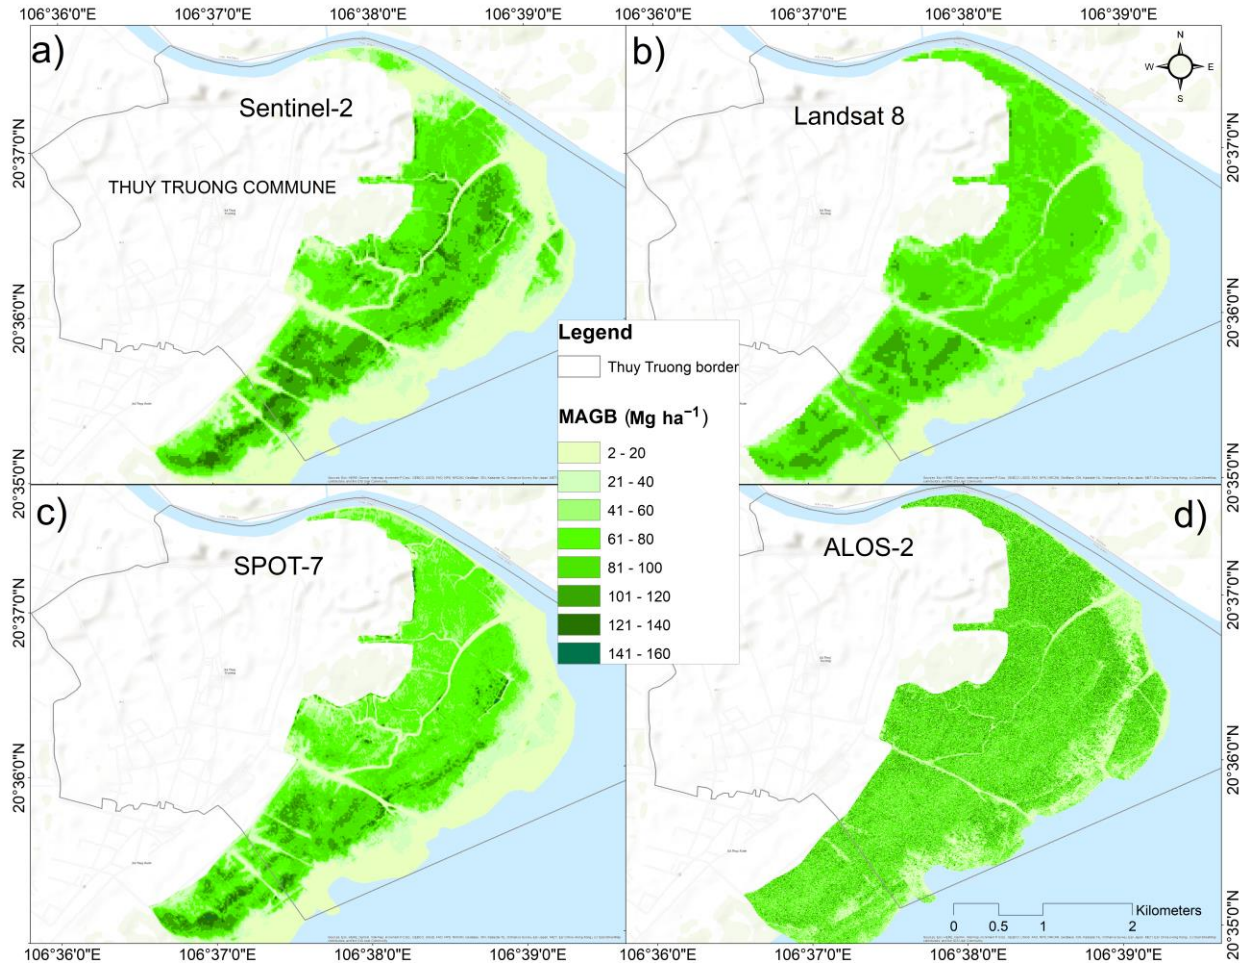 106°36'0"E 106°37'0"E 106°38'0"E 106°39'0"E 106°36'0"E 106°37'0"E 106°38'0"E 106°39'0"E
a)
Sentinel-2
THUY TRUONG COMMUNE
b)
Landsat 8
N
W E
S
20°37'0"N
20°36'0"N
20°35'0"N
20°37'0"N
20°36'0"N
20°35'0"N
Legend
Thuy Truong border
MAGB (Mg ha⁻¹)
2 - 20
21 - 40
41 - 60
61 - 80
81 - 100
101 - 120
121 - 140
141 - 160
c)
SPOT-7
d)
ALOS-2
20°37'0"N
20°36'0"N
20°37'0"N
20°36'0"N
20°35'0"N
0 0.5 1 2 Kilometers
106°36'0"E 106°37'0"E 106°38'0"E 106°39'0"E 106°36'0"E 106°37'0"E 106°38'0"E 106°39'0"E